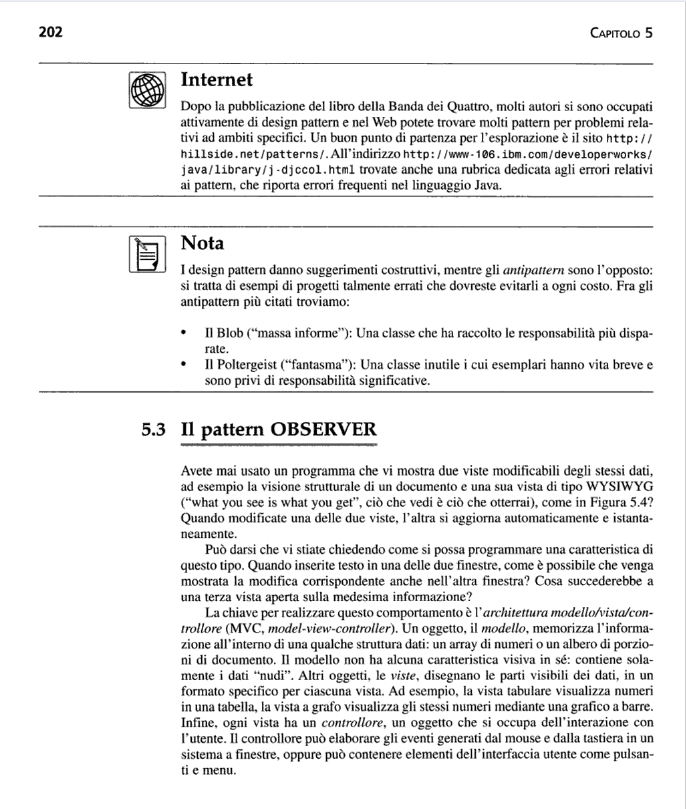 202
CAPITOLO 5
Internet
Dopo la pubblicazione del libro della Banda dei Quattro, molti autori si sono occupati
attivamente di design pattern e nel Web potete trovare molti pattern per problemi rela-
tivi ad ambiti specifici. Un buon punto di partenza per l'esplorazione è il sito http://
hillside.net/patterns/. All'indirizzo http://www-106.ibm.com/developerworks/
java/library/j-djccol.html trovate anche una rubrica dedicata agli errori relativi
ai pattern, che riporta errori frequenti nel linguaggio Java.
Nota
I design pattern danno suggerimenti costruttivi, mentre gli antipattern sono l'opposto:
si tratta di esempi di progetti talmente errati che dovreste evitarli a ogni costo. Fra gli
antipattern più citati troviamo:
• Il Blob ("massa informe"): Una classe che ha raccolto le responsabilità più dispa-
rate.
• Il Poltergeist ("fantasma"): Una classe inutile i cui esemplari hanno vita breve e
sono privi di responsabilità significative.
5.3 Il pattern OBSERVER
Avete mai usato un programma che vi mostra due viste modificabili degli stessi dati,
ad esempio la visione strutturale di un documento e una sua vista di tipo WYSIWYG
("what you see is what you get", ciò che vedi è ciò che otterrai), come in Figura 5.4?
Quando modificate una delle due viste, l'altra si aggiorna automaticamente e istanta-
neamente.
Può darsi che vi stiate chiedendo come si possa programmare una caratteristica di
questo tipo. Quando inserite testo in una delle due finestre, come è possibile che venga
mostrata la modifica corrispondente anche nell'altra finestra? Cosa succederebbe a
una terza vista aperta sulla medesima informazione?
La chiave per realizzare questo comportamento è l'architettura modello/vista/con-
trollore (MVC, model-view-controller). Un oggetto, il modello, memorizza l'informa-
zione all'interno di una qualche struttura dati: un array di numeri o un albero di porzio-
ni di documento. Il modello non ha alcuna caratteristica visiva in sé: contiene sola-
mente i dati "nudi". Altri oggetti, le viste, disegnano le parti visibili dei dati, in un
formato specifico per ciascuna vista. Ad esempio, la vista tabulare visualizza numeri
in una tabella, la vista a grafo visualizza gli stessi numeri mediante una grafico a barre.
Infine, ogni vista ha un controllore, un oggetto che si occupa dell'interazione con
l'utente. Il controllore può elaborare gli eventi generati dal mouse e dalla tastiera in un
sistema a finestre, oppure può contenere elementi dell'interfaccia utente come pulsan-
ti e menu.